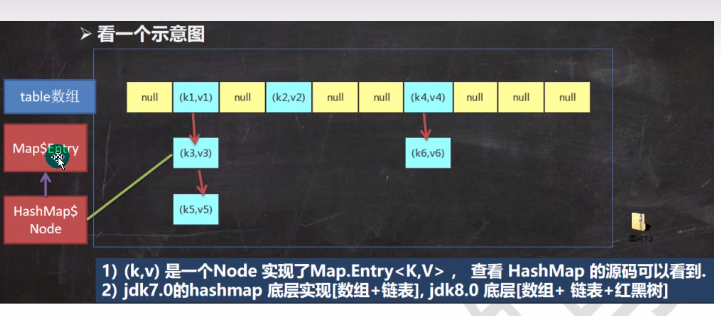 ➢ 看一个示意图
table数组
null (k1,v1) null (k2,v2) null null (k4,v4) null null null
Map$Entry
(k3,v3) (k6,v6)
HashMap$
Node
(k5,v5)
1) (k,v) 是一个Node 实现了Map.Entry<K,V> ， 查看 HashMap 的源码可以看到.
2) jdk7.0的hashmap 底层实现[数组+链表], jdk8.0 底层[数组+ 链表+红黑树]